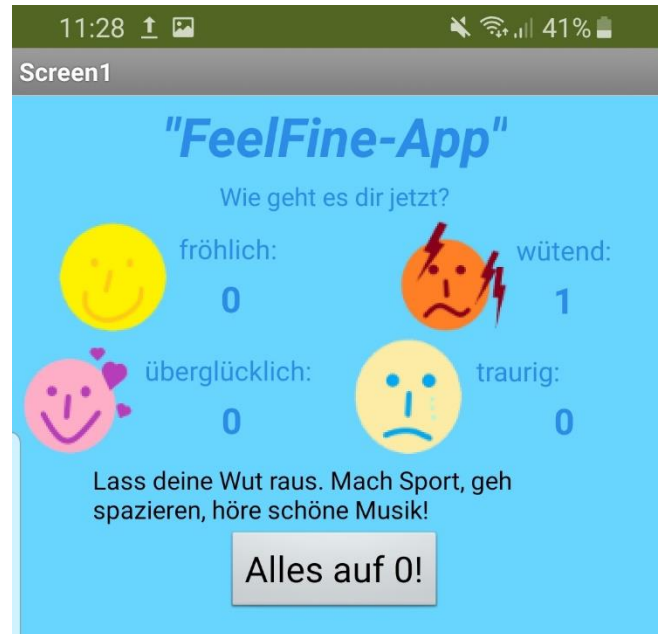 11:28 41%
Screen1
"FeelFine-App"
Wie geht es dir jetzt?
fröhlich: wütend:
0 1
überglücklich: traurig:
0 0
Lass deine Wut raus. Mach Sport, geh
spazieren, höre schöne Musik!
Alles auf 0!